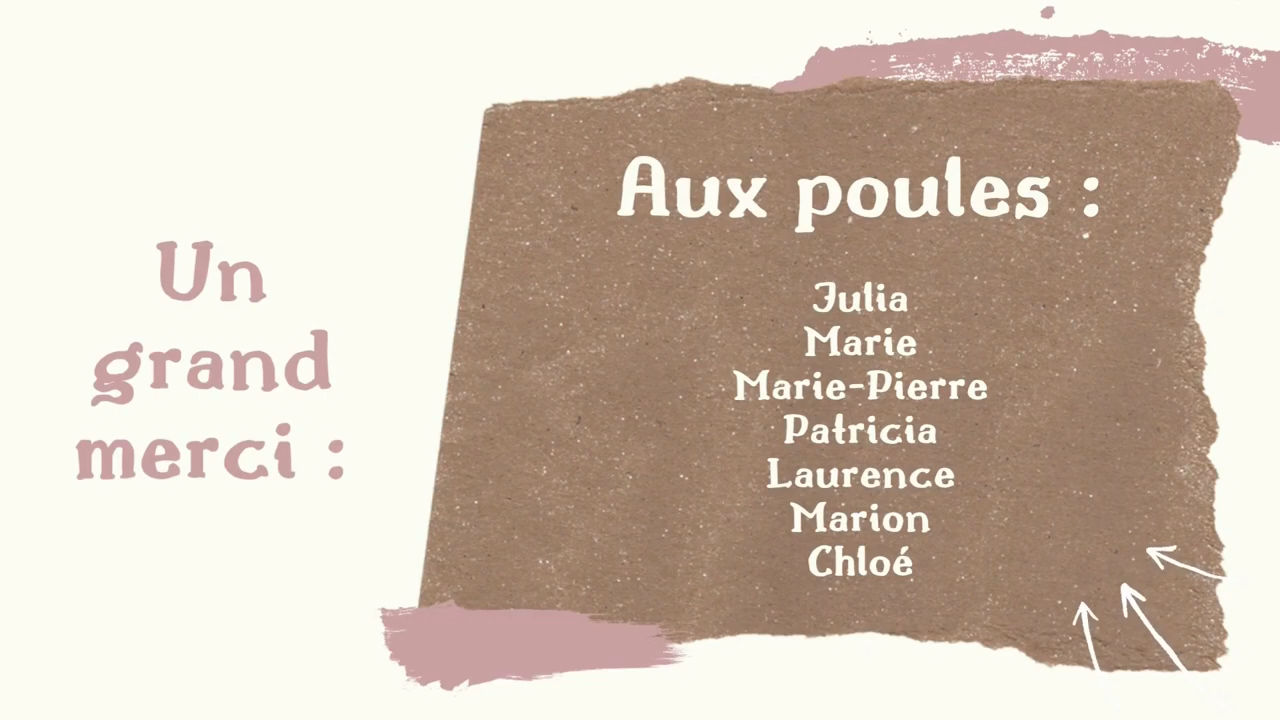 Un
grand
merci :
Aux poules :
Julia
Marie
Marie-Pierre
Patricia
Laurence
Marion
Chloé